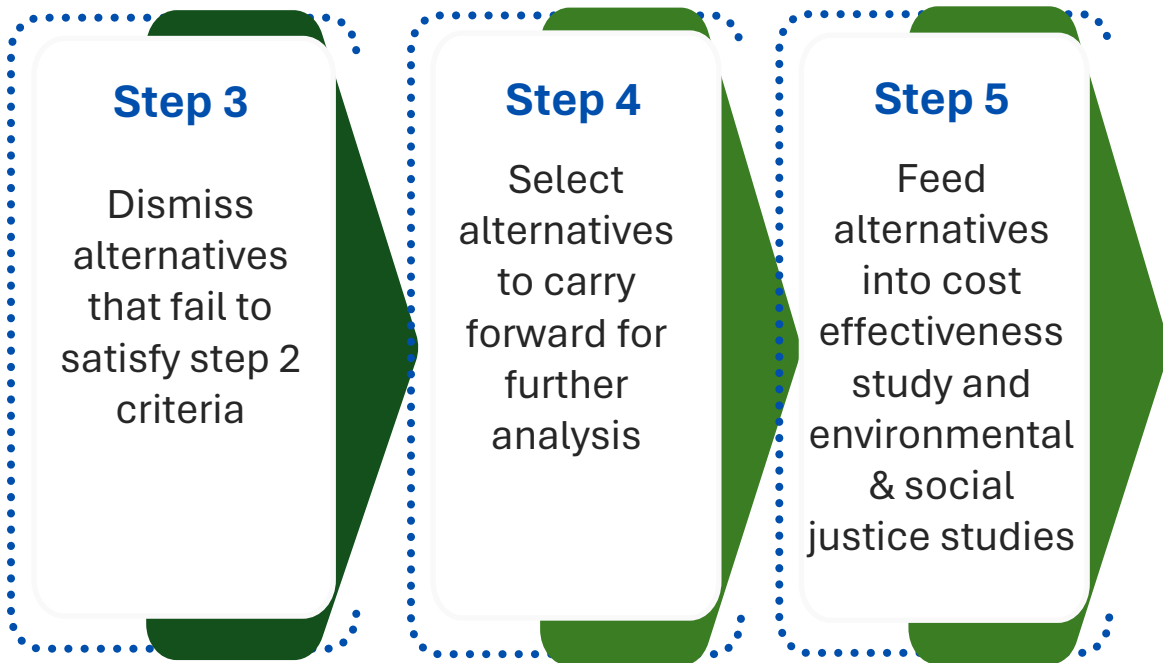 Step 3
Dismiss
alternatives
that fail to
satisfy step 2
criteria
Step 4
Select
alternatives
to carry
forward for
further
analysis
Step 5
Feed
alternatives
into cost
effectiveness
study and
environmental
& social
justice studies